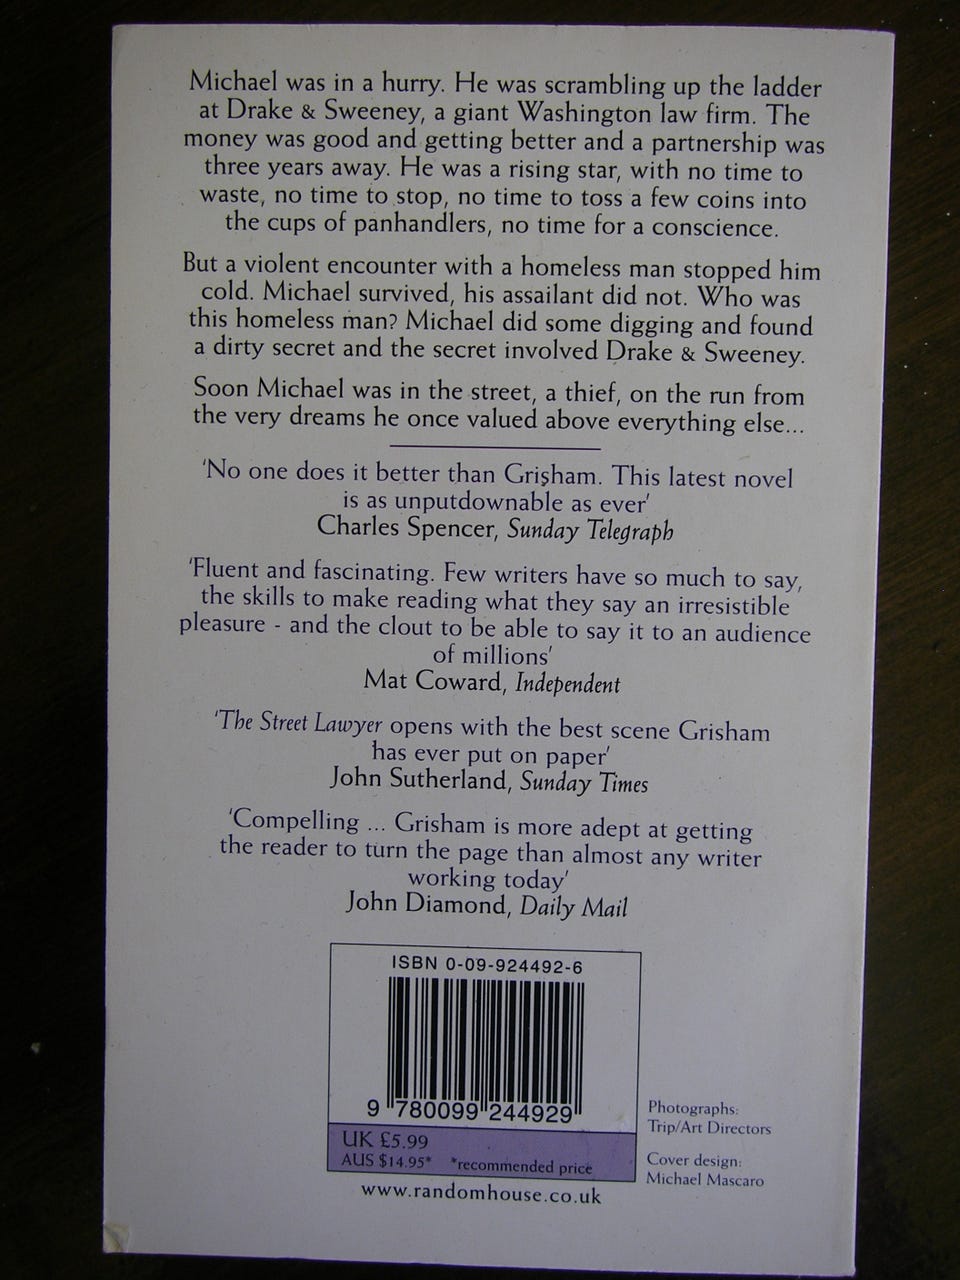 Michael was in a hurry. He was scrambling up the ladder
at Drake & Sweeney, a giant Washington law firm. The
money was good and getting better and a partnership was
three years away. He was a rising star, with no time to
waste, no time to stop, no time to toss a few coins into
the cups of panhandlers, no time for a conscience.
But a violent encounter with a homeless man stopped him
cold. Michael survived, his assailant did not. Who was
this homeless man? Michael did some digging and found
a dirty secret and the secret involved Drake & Sweeney.
Soon Michael was in the street, a thief, on the run from
the very dreams he once valued above everything else...
'No one does it better than Grisham. This latest novel
is as unputdownable as ever'
Charles Spencer, Sunday Telegraph
'Fluent and fascinating. Few writers have so much to say,
the skills to make reading what they say an irresistible
pleasure - and the clout to be able to say it to an audience
of millions'
Mat Coward, Independent
'The Street Lawyer opens with the best scene Grisham
has ever put on paper'
John Sutherland, Sunday Times
'Compelling ... Grisham is more adept at getting
the reader to turn the page than almost any writer
working today'
John Diamond, Daily Mail
ISBN 0-09-924492-6
9 780099 244929
UK £5.99
AUS $14.95* *recommended price
www.randomhouse.co.uk
Photographs:
Trip/Art Directors
Cover design:
Michael Mascaro